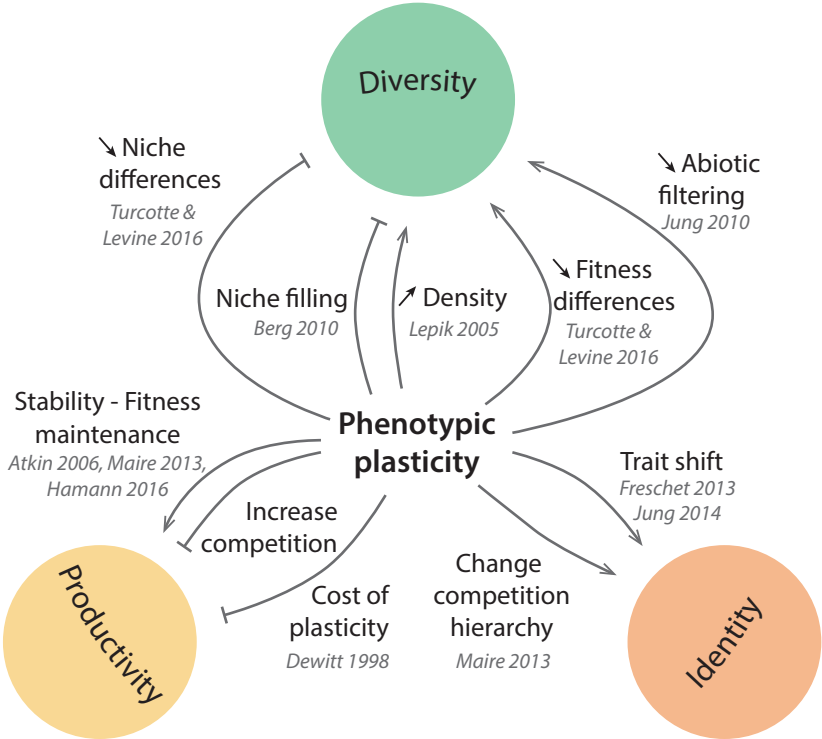 Diversity
↘ Niche
differences
Turcotte &
Levine 2016
↘ Abiotic
filtering
Jung 2010
Niche filling
Berg 2010
↗ Density
Lepik 2005
↘ Fitness
differences
Turcotte &
Levine 2016
Stability - Fitness
maintenance
Atkin 2006, Maire 2013,
Hamann 2016
Phenotypic
plasticity
Trait shift
Freschet 2013
Jung 2014
Increase
competition
Cost of
plasticity
Dewitt 1998
Change
competition
hierarchy
Maire 2013
Productivity
Identity